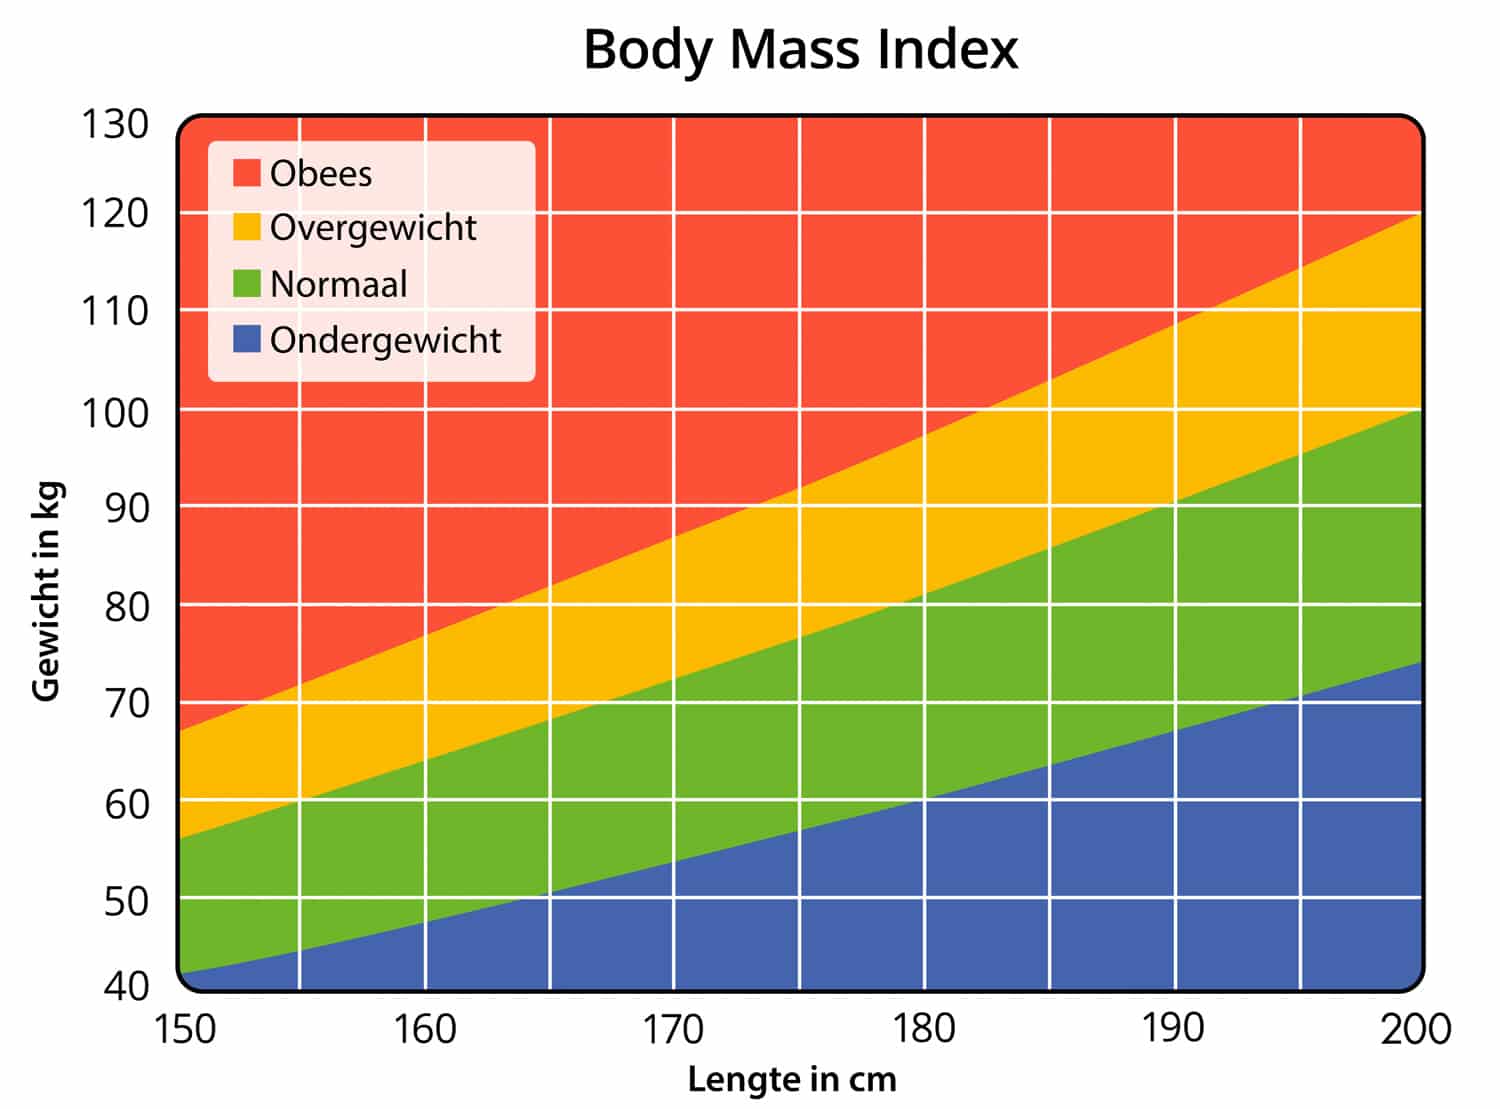 Body Mass Index
130
120
110
100
90
80
70
60
50
40
Gewicht in kg
Obees
Overgewicht
Normaal
Ondergewicht
150 160 170 180 190 200
Lengte in cm